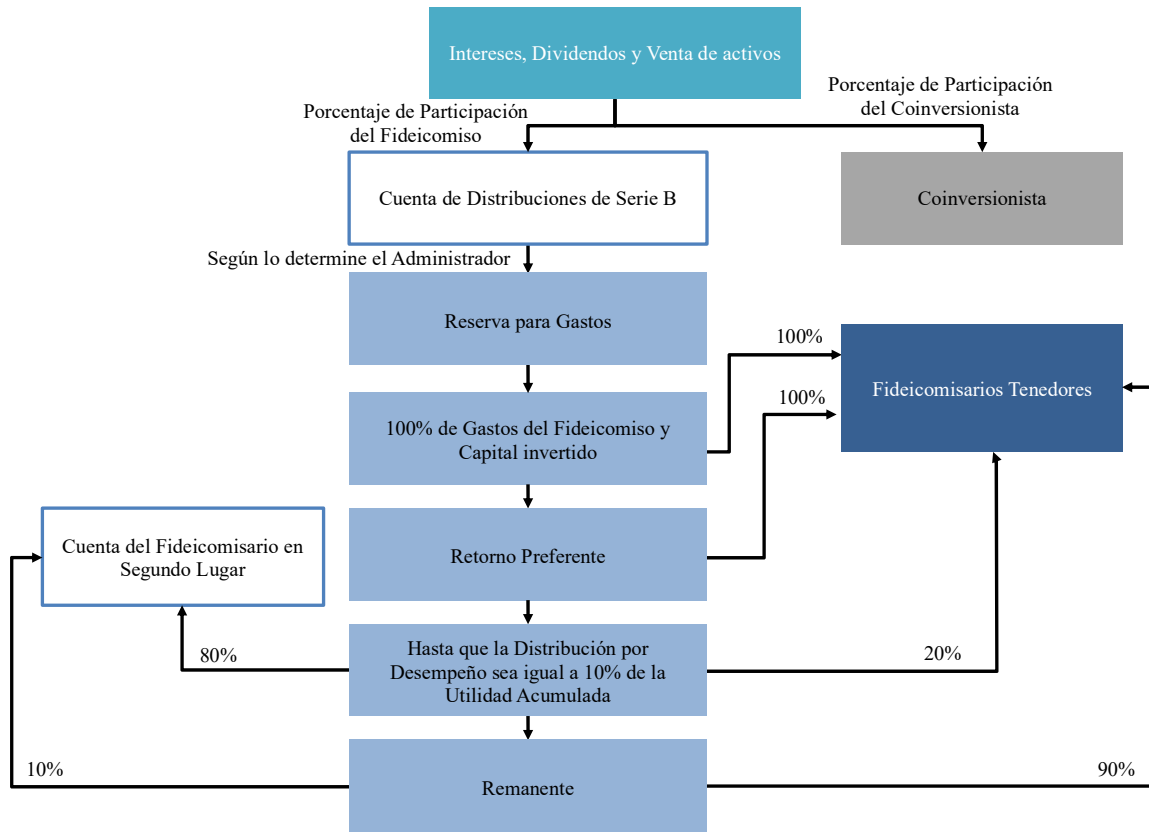 Intereses, Dividendos y Venta de activos
Porcentaje de Participación
del Fideicomiso
Porcentaje de Participación
del Coinversionista
Cuenta de Distribuciones de Serie B
Coinversionista
Según lo determine el Administrador
Reserva para Gastos
100%
Fideicomisarios Tenedores
100%
100% de Gastos del Fideicomiso y
Capital invertido
Cuenta del Fideicomisario en
Segundo Lugar
Retorno Preferente
80%
Hasta que la Distribución por
Desempeño sea igual a 10% de la
Utilidad Acumulada
20%
10%
Remanente
90%